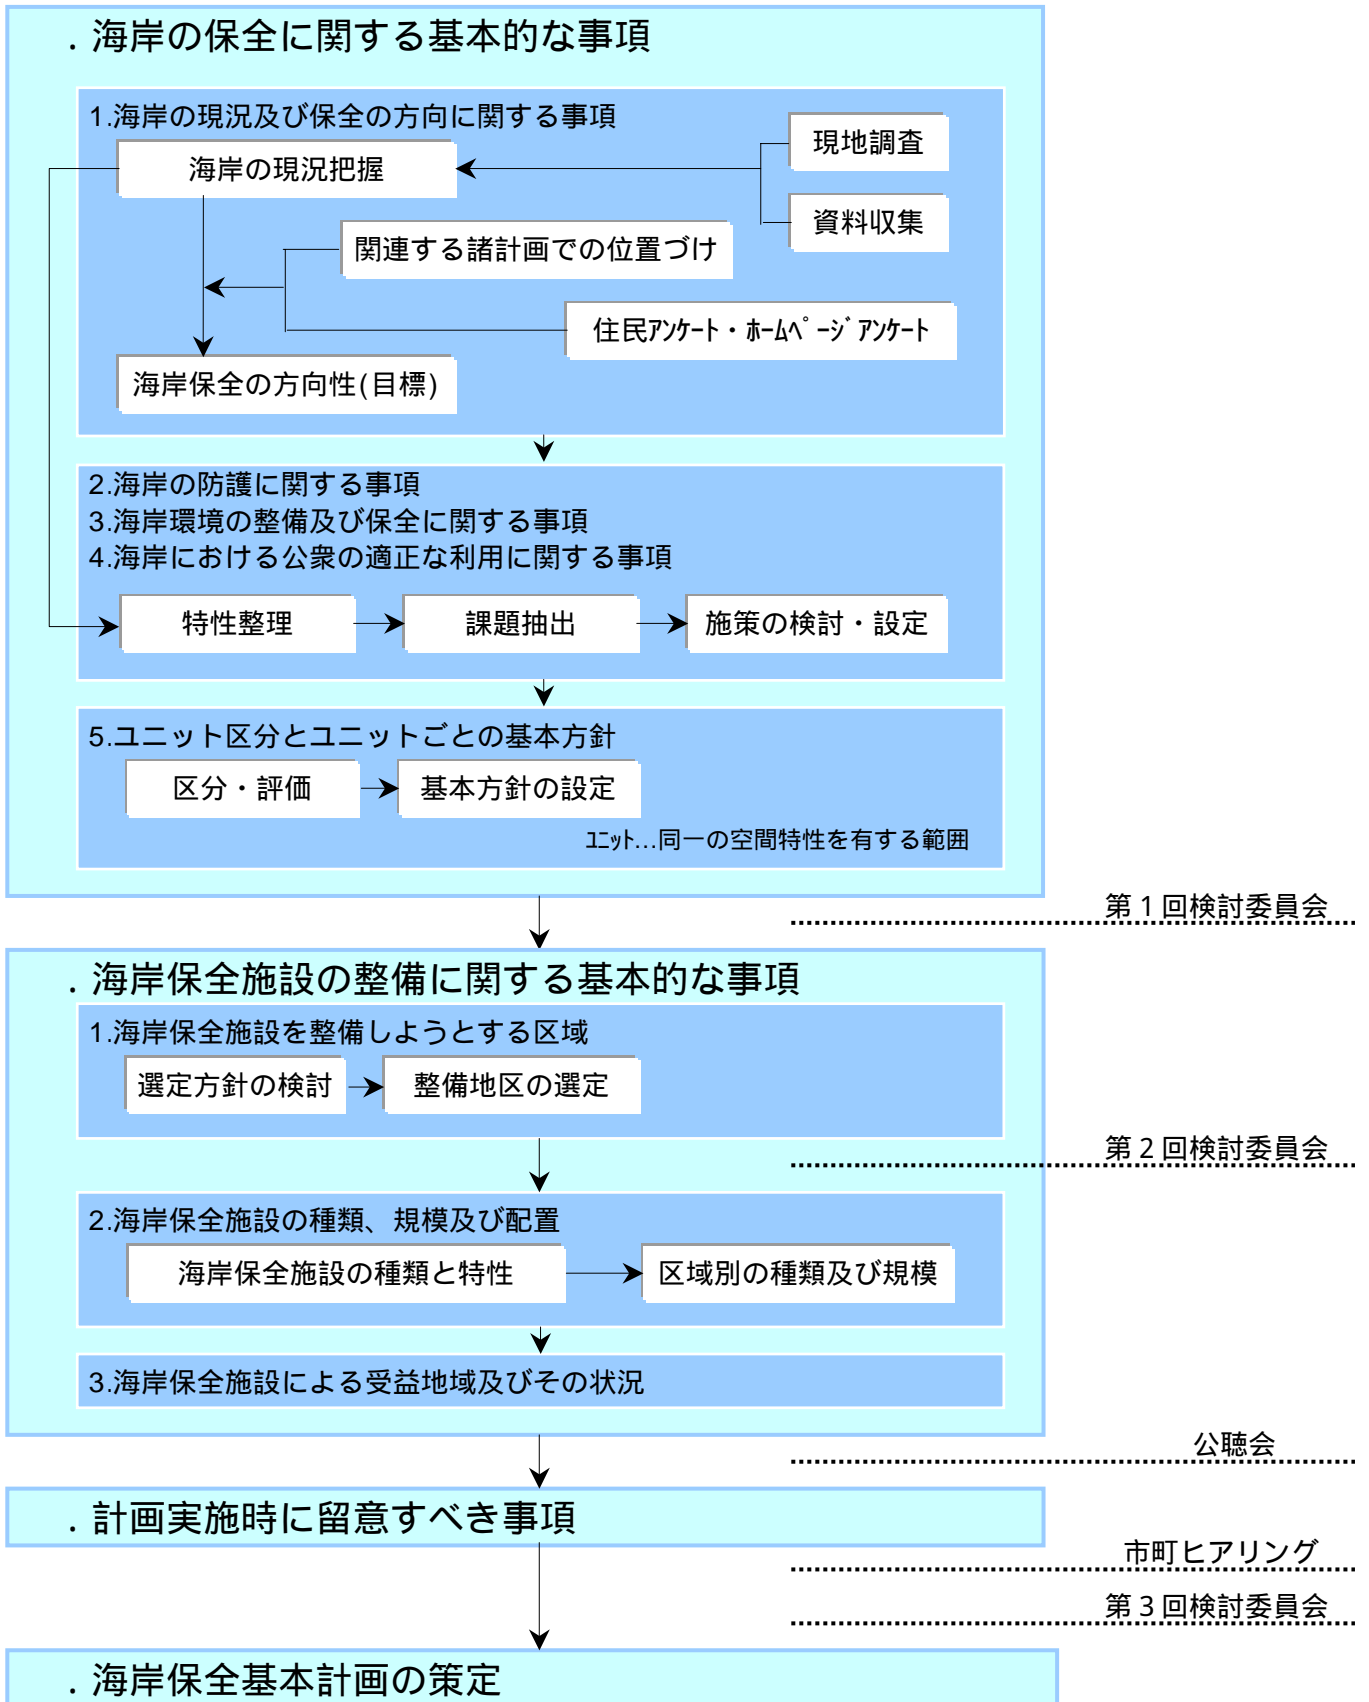 ．海岸の保全に関する基本的な事項
1.海岸の現況及び保全の方向に関する事項
現地調査
海岸の現況把握
資料収集
関連する諸計画での位置づけ
住民ｱﾝｹｰﾄ・ﾎｰﾑﾍﾟｰｼﾞｱﾝｹｰﾄ
海岸保全の方向性(目標)
2.海岸の防護に関する事項
3.海岸環境の整備及び保全に関する事項
4.海岸における公衆の適正な利用に関する事項
特性整理
課題抽出
施策の検討・設定
5.ユニット区分とユニットごとの基本方針
区分・評価
基本方針の設定
ﾕﾆｯﾄ…同一の空間特性を有する範囲
第１回検討委員会
．海岸保全施設の整備に関する基本的な事項
1.海岸保全施設を整備しようとする区域
選定方針の検討
整備地区の選定
第２回検討委員会
2.海岸保全施設の種類、規模及び配置
海岸保全施設の種類と特性
区域別の種類及び規模
3.海岸保全施設による受益地域及びその状況
公聴会
．計画実施時に留意すべき事項
市町ヒアリング
第３回検討委員会
．海岸保全基本計画の策定